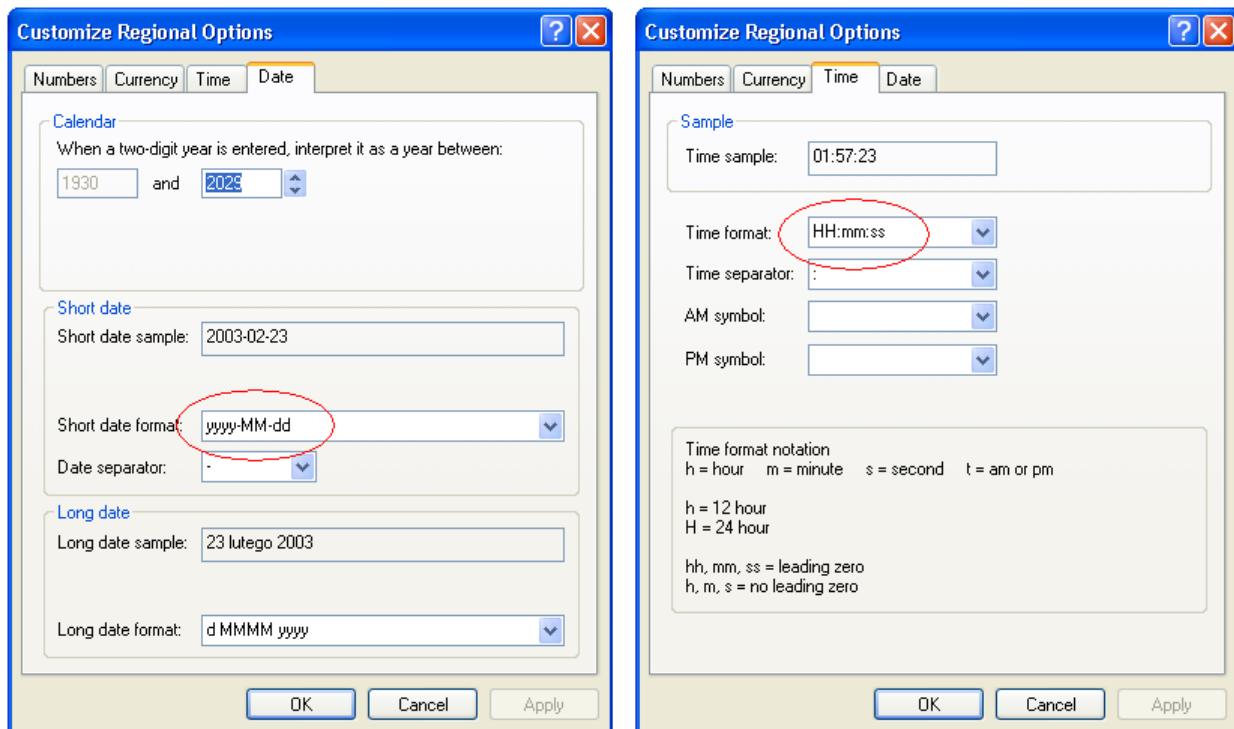 Customize Regional Options
Numbers Currency Time Date
Calendar
When a two-digit year is entered, interpret it as a year between:
1930 and 2029
Short date
Short date sample: 2003-02-23
Short date format: yyyy-MM-dd
Date separator: -
Long date
Long date sample: 23 lutego 2003
Long date format: d MMMM yyyy
OK Cancel Apply
Customize Regional Options
Numbers Currency Time Date
Sample
Time sample: 01:57:23
Time format: HH:mm:ss
Time separator: :
AM symbol:
PM symbol:
Time format notation
h = hour m = minute s = second t = am or pm
h = 12 hour
H = 24 hour
hh, mm, ss = leading zero
h, m, s = no leading zero
OK Cancel Apply